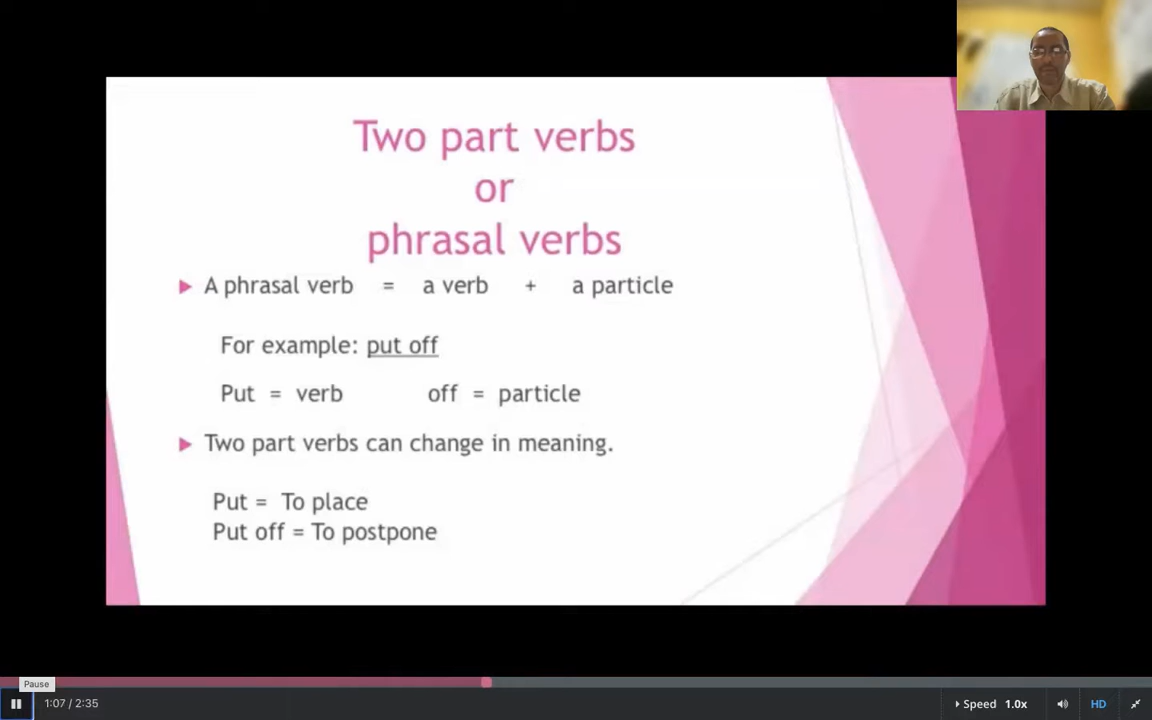 Two part verbs
or
phrasal verbs
A phrasal verb = a verb + a particle
For example: put off
Put = verb off = particle
Two part verbs can change in meaning.
Put = To place
Put off = To postpone
Pause
1:07 / 2:35
Speed 1.0x
HD